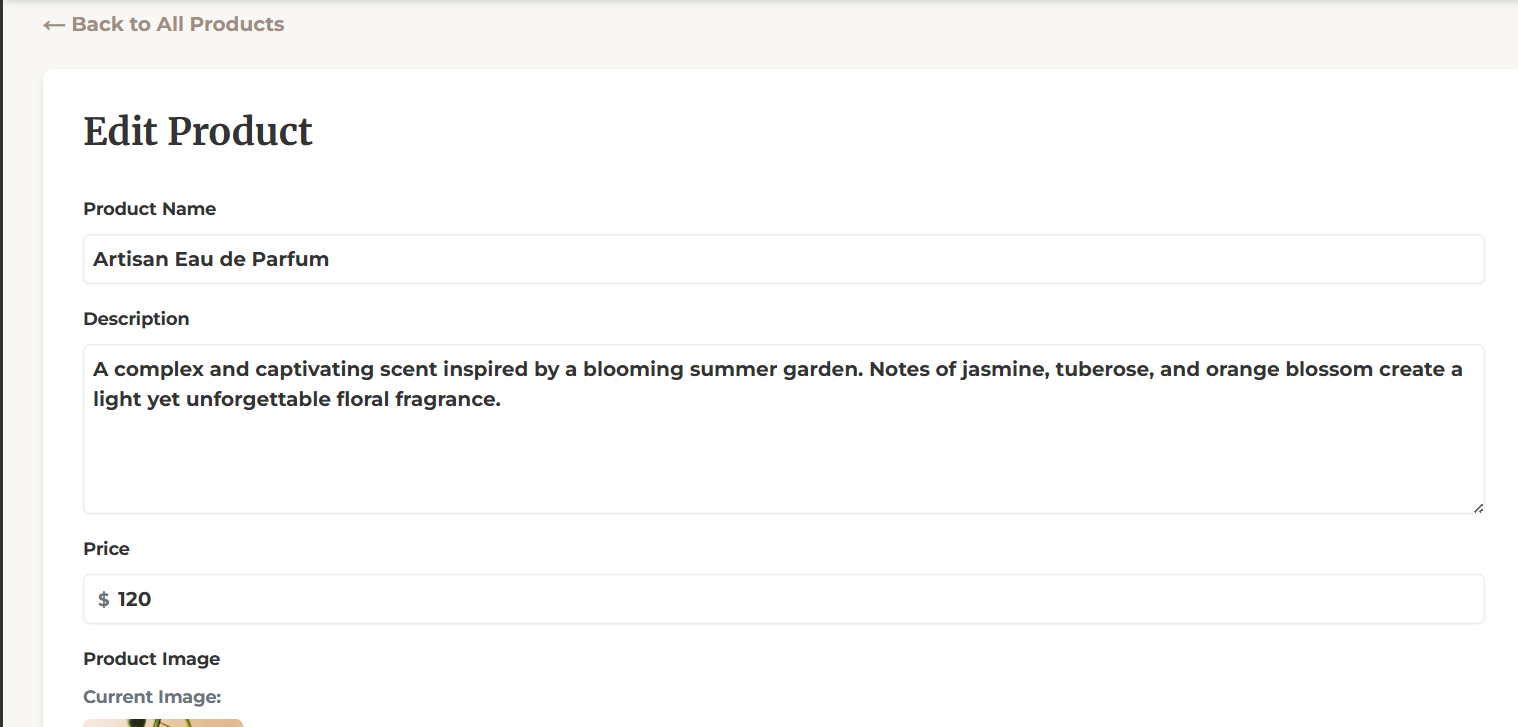 ← Back to All Products
Edit Product
Product Name
Artisan Eau de Parfum
Description
A complex and captivating scent inspired by a blooming summer garden. Notes of jasmine, tuberose, and orange blossom create a
light yet unforgettable floral fragrance.
Price
$ 120
Product Image
Current Image: